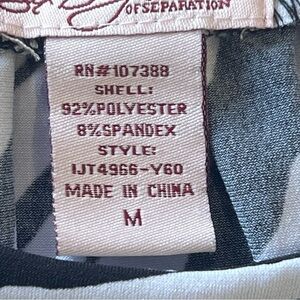 OF SEPARATION
RN#107388
SHELL:
92%POLYESTER
8%SPANDEX
STYLE:
IJT4966-Y60
MADE IN CHINA
M